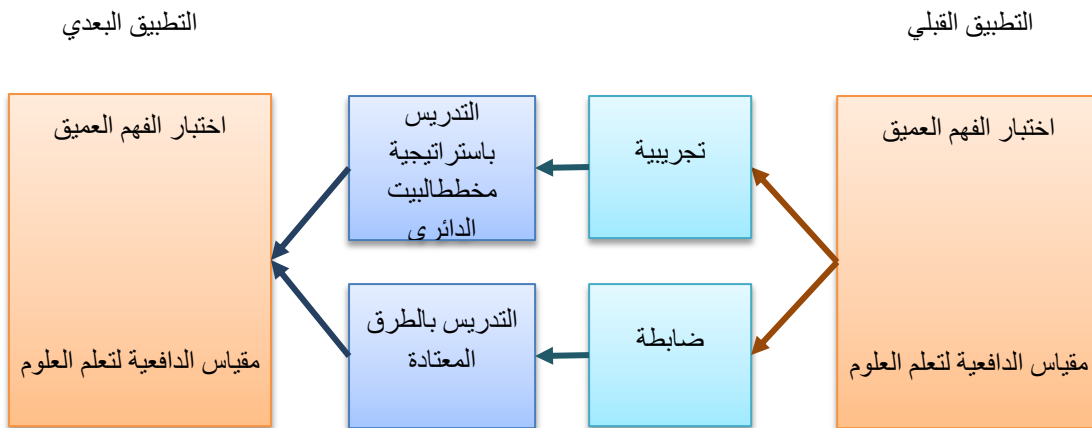 التطبيق القبلي
التطبيق البعدي
اختبار الفهم العميق
مقياس الدافعية لتعلم العلوم
تجريبية
ضابطة
التدريس
باستراتيجية
مخططالبيت
الدائري
التدريس بالطرق
المعتادة
اختبار الفهم العميق
مقياس الدافعية لتعلم العلوم